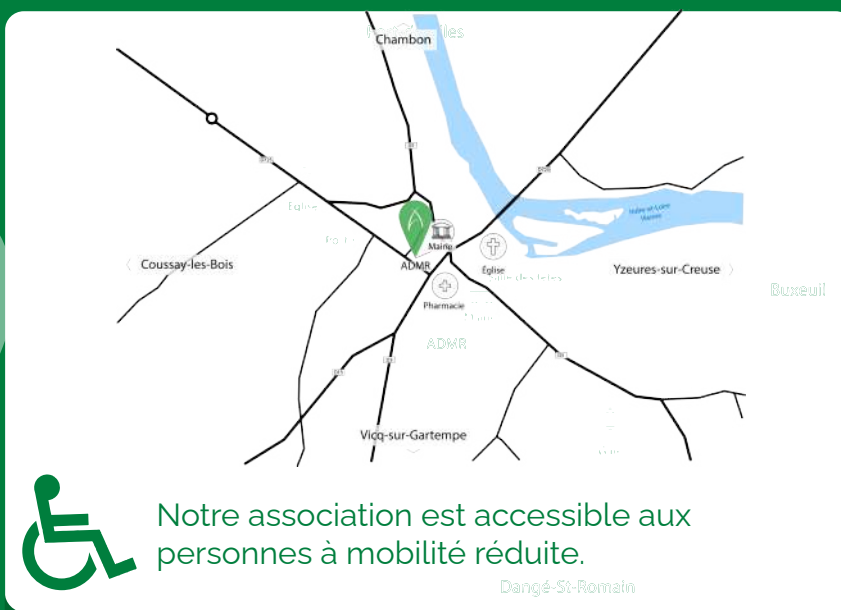 Chambon
Mairie
ADMR
Eglise
Pharmacie
Coussay-les-Bois
Yzeures-sur-Creuse
Buxeuil
ADMR
Vicq-sur-Gartempe
Notre association est accessible aux
personnes à mobilité réduite.
Dangé-St-Romain